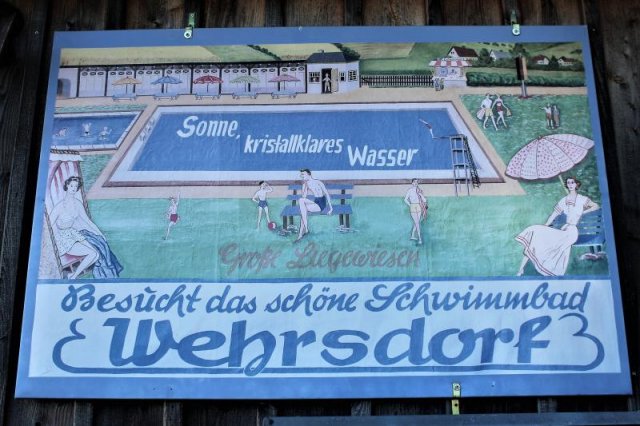 Sonne,
kristallklares
Wasser
Große Liegewiesen
Besucht das schöne Schwimmbad
Wehrsdorf